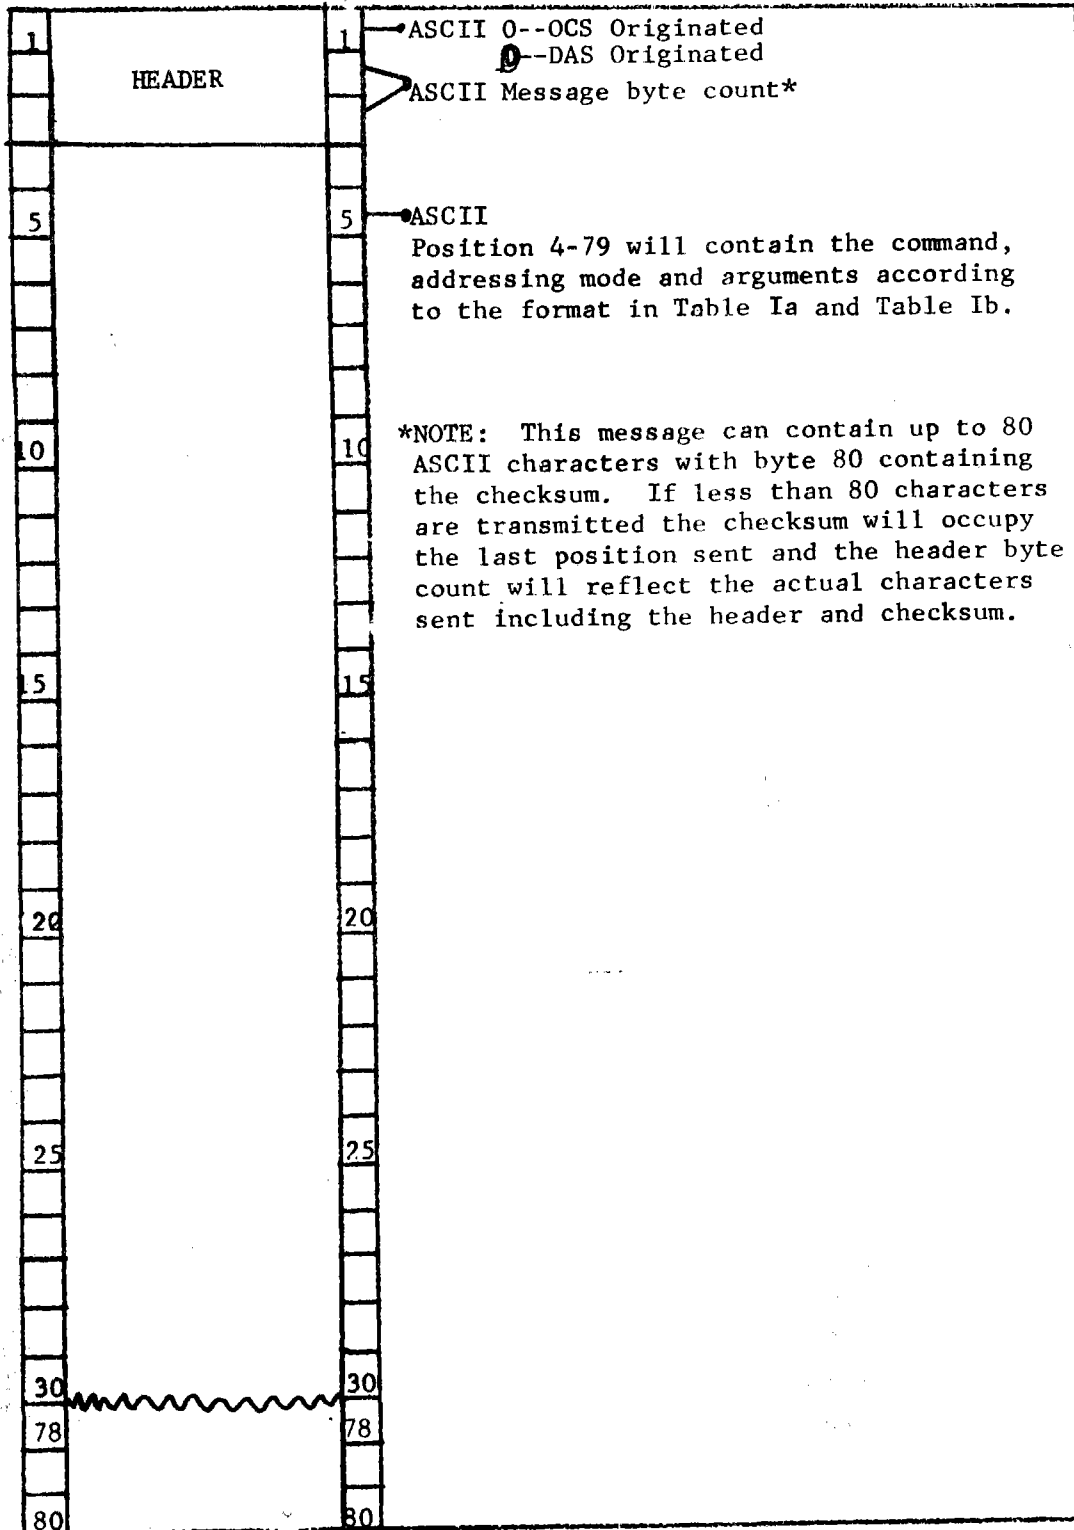 1 1 ASCII O--OCS Originated
D--DAS Originated
HEADER
ASCII Message byte count*
5 5 ASCII
Position 4-79 will contain the command,
addressing mode and arguments according
to the format in Table Ia and Table Ib.
10 10
*NOTE: This message can contain up to 80
ASCII characters with byte 80 containing
the checksum. If less than 80 characters
are transmitted the checksum will occupy
the last position sent and the header byte
count will reflect the actual characters
sent including the header and checksum.
15 15
20 20
25 25
30 30
78 78
80 80